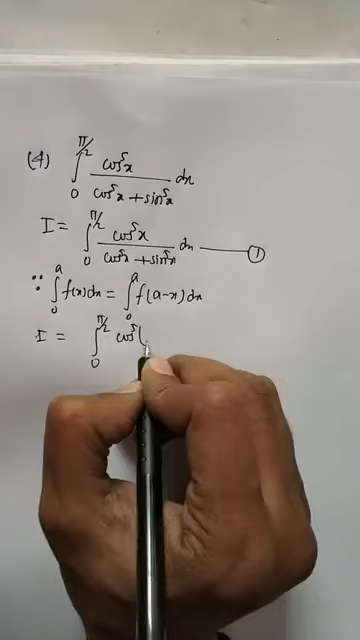 (4) ∫₀^π/2 cos⁵x / cos⁵x + sin⁵x dx
I = ∫₀^π/2 cos⁵x / cos⁵x + sin⁵x dx —— ①
∵ ∫₀^a f(x)dx = ∫₀^a f(a-x)dx
I = ∫₀^π/2 cos⁵(